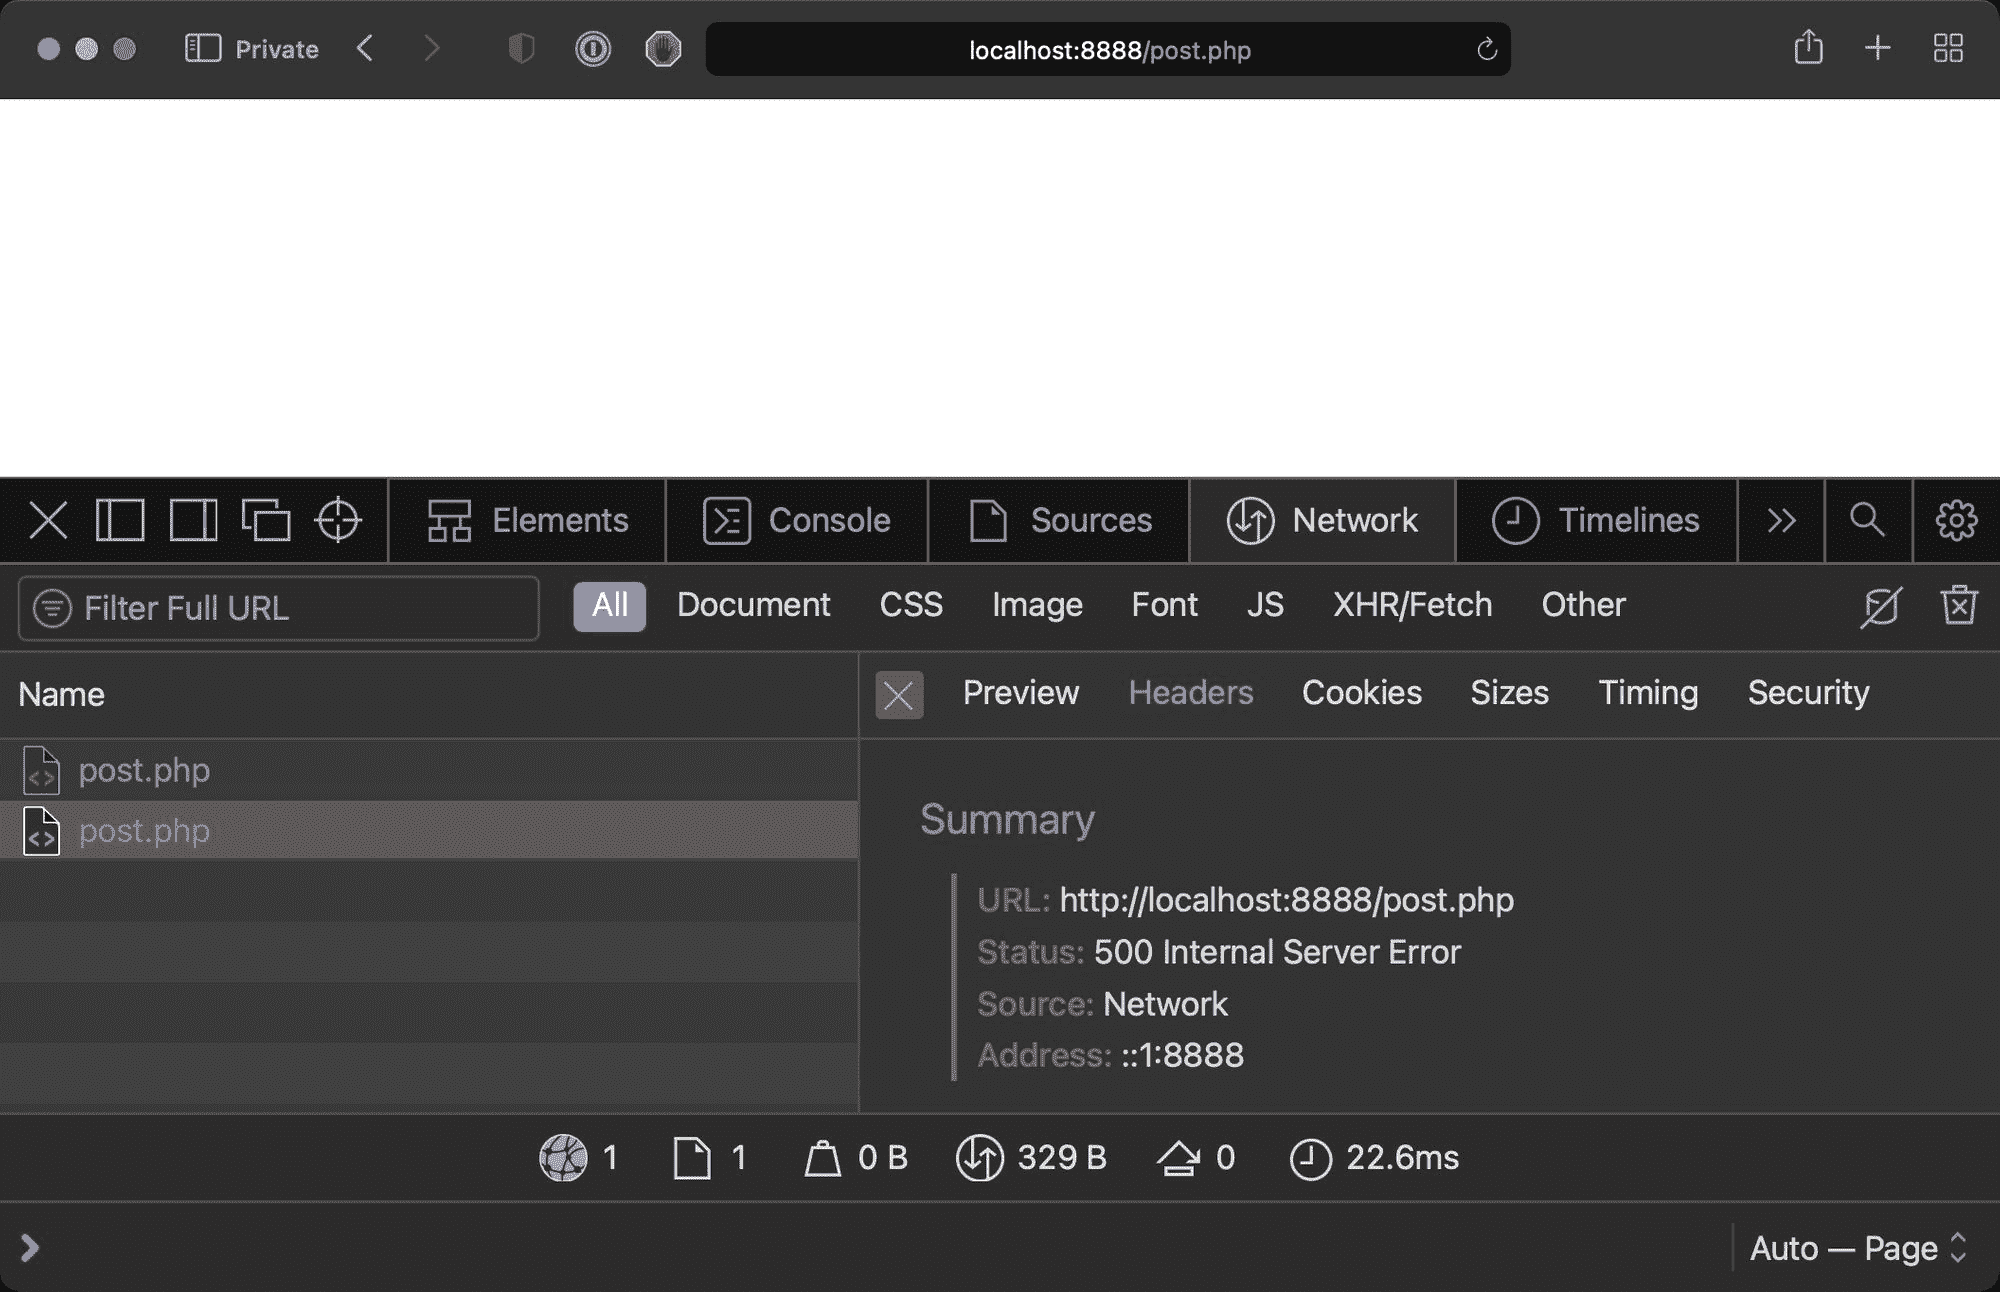 Private
localhost:8888/post.php
Elements Console Sources Network Timelines
Filter Full URL All Document CSS Image Font JS XHR/Fetch Other
Name
Preview Headers Cookies Sizes Timing Security
post.php
post.php
Summary
URL: http://localhost:8888/post.php
Status: 500 Internal Server Error
Source: Network
Address: ::1:8888
1 1 0 B 329 B 0 22.6ms
Auto — Page